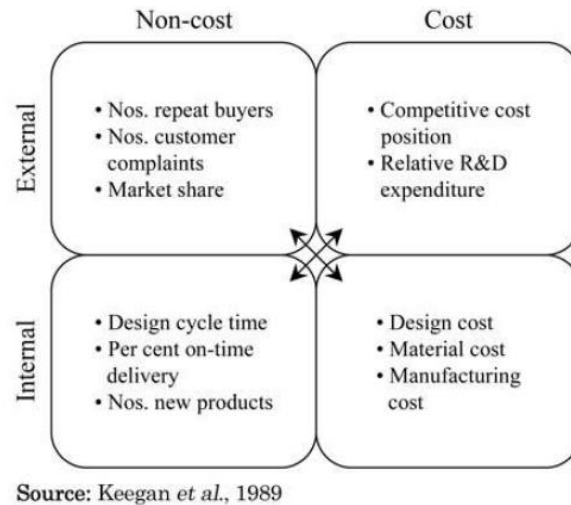 Non-cost
Cost
External
• Nos. repeat buyers
• Nos. customer
complaints
• Market share
• Competitive cost
position
• Relative R&D
expenditure
Internal
• Design cycle time
• Per cent on-time
delivery
• Nos. new products
• Design cost
• Material cost
• Manufacturing
cost
Source: Keegan et al., 1989